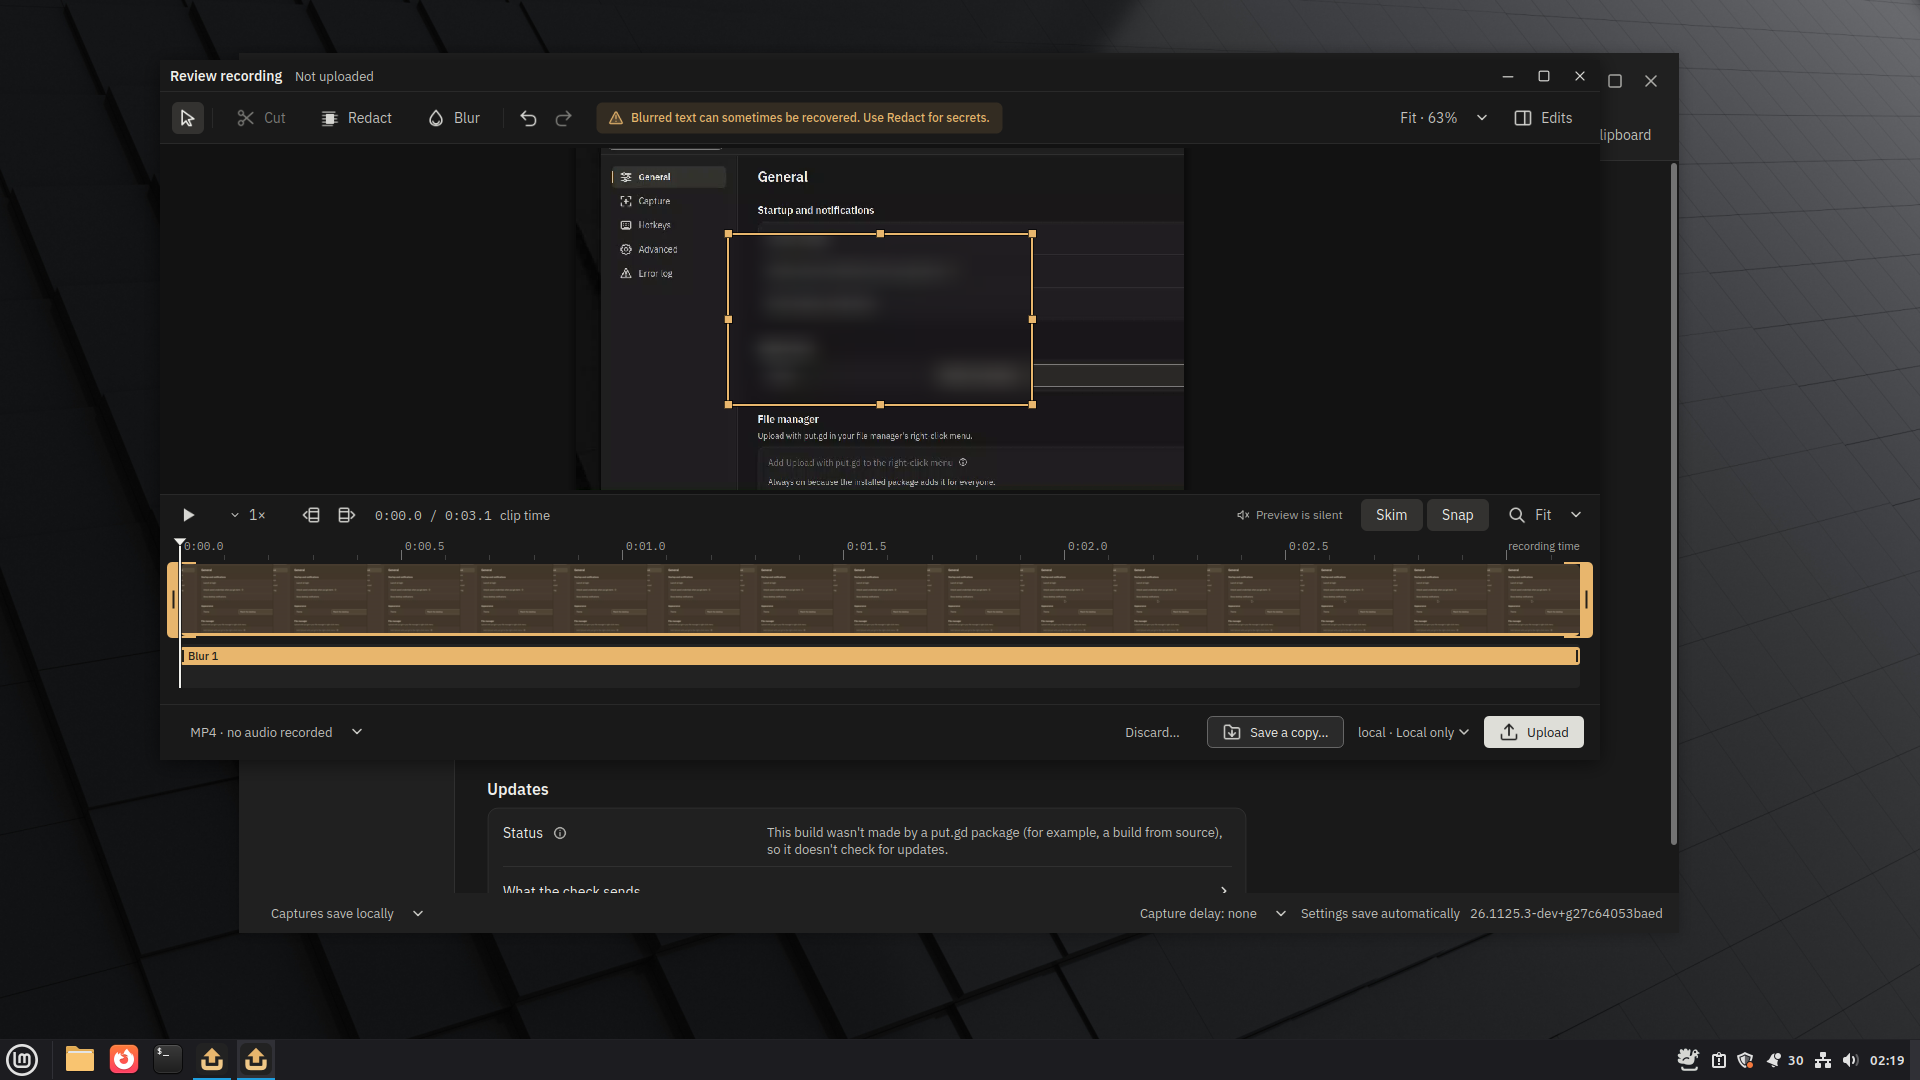 Review recording Not uploaded
Cut Redact Blur Blurred text can sometimes be recovered. Use Redact for secrets. Fit · 63% Edits
lipboard
General
Capture
Hotkeys
Advanced
Error log
General
Startup and notifications
File manager
Upload with put.gd in your file manager's right-click menu.
Add Upload with put.gd to the right-click menu
Always on because the installed package adds it for everyone.
1× 0:00.0 / 0:03.1 clip time Preview is silent Skim Snap Fit
0:00.0 0:00.5 0:01.0 0:01.5 0:02.0 0:02.5 recording time
Blur 1
MP4 · no audio recorded Discard... Save a copy... local · Local only Upload
Updates
Status This build wasn't made by a put.gd package (for example, a build from source),
so it doesn't check for updates.
What the check sends
Captures save locally Capture delay: none Settings save automatically 26.1125.3-dev+g27c64053baed
30 02:19